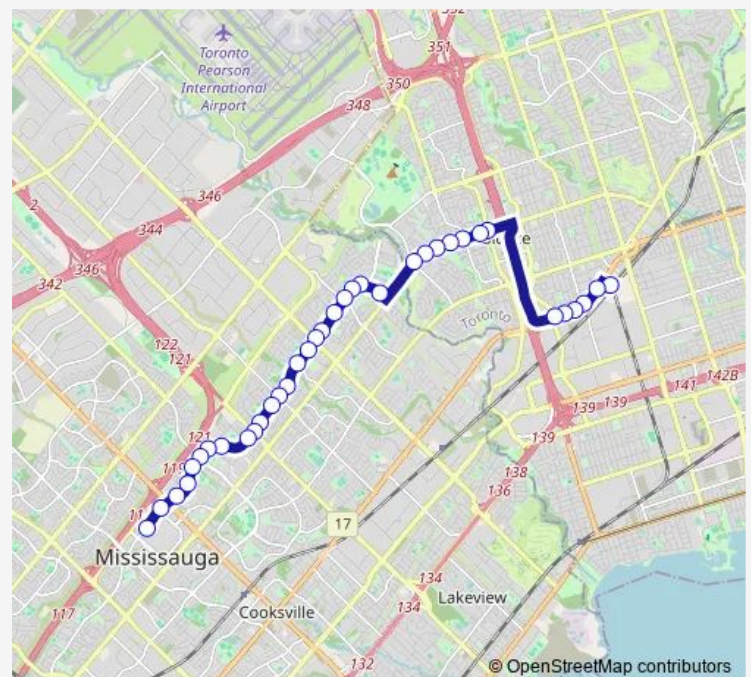 352
351
Toronto
Pearson
International
Airport
350
348
2
346
344
346
342
122
121
Toronto
142B
141
139
139
139
138
136
121
17
Mississauga
134
134
Lakeview
Cooksville
117
132
© OpenStreetMap contributors